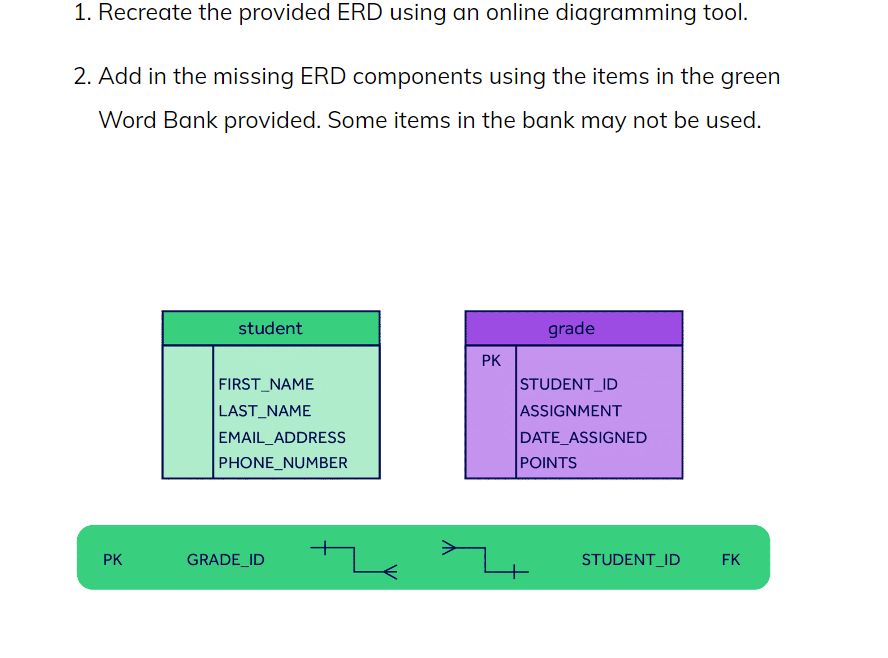 1. Recreate the provided ERD using an online diagramming tool.
2. Add in the missing ERD components using the items in the green
Word Bank provided. Some items in the bank may not be used.
student
FIRST_NAME
LAST_NAME
EMAIL_ADDRESS
PHONE_NUMBER
grade
PK
STUDENT_ID
ASSIGNMENT
DATE_ASSIGNED
POINTS
PK GRADE_ID STUDENT_ID FK